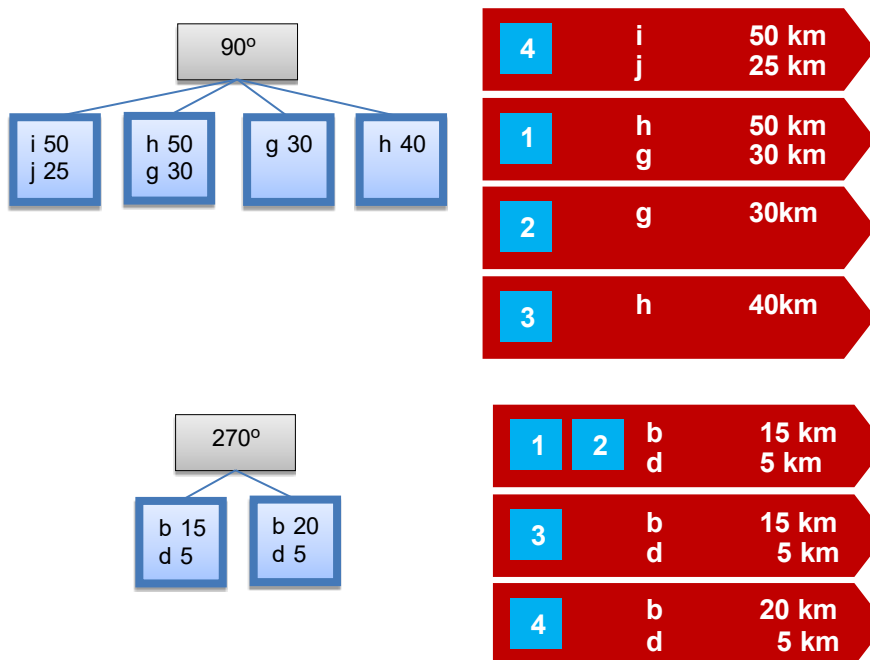 90º
i 50
j 25
h 50
g 30
g 30
h 40
4 i 50 km
j 25 km
1 h 50 km
g 30 km
2 g 30km
3 h 40km
270º
b 15
d 5
b 20
d 5
1 2 b 15 km
d 5 km
3 b 15 km
d 5 km
4 b 20 km
d 5 km